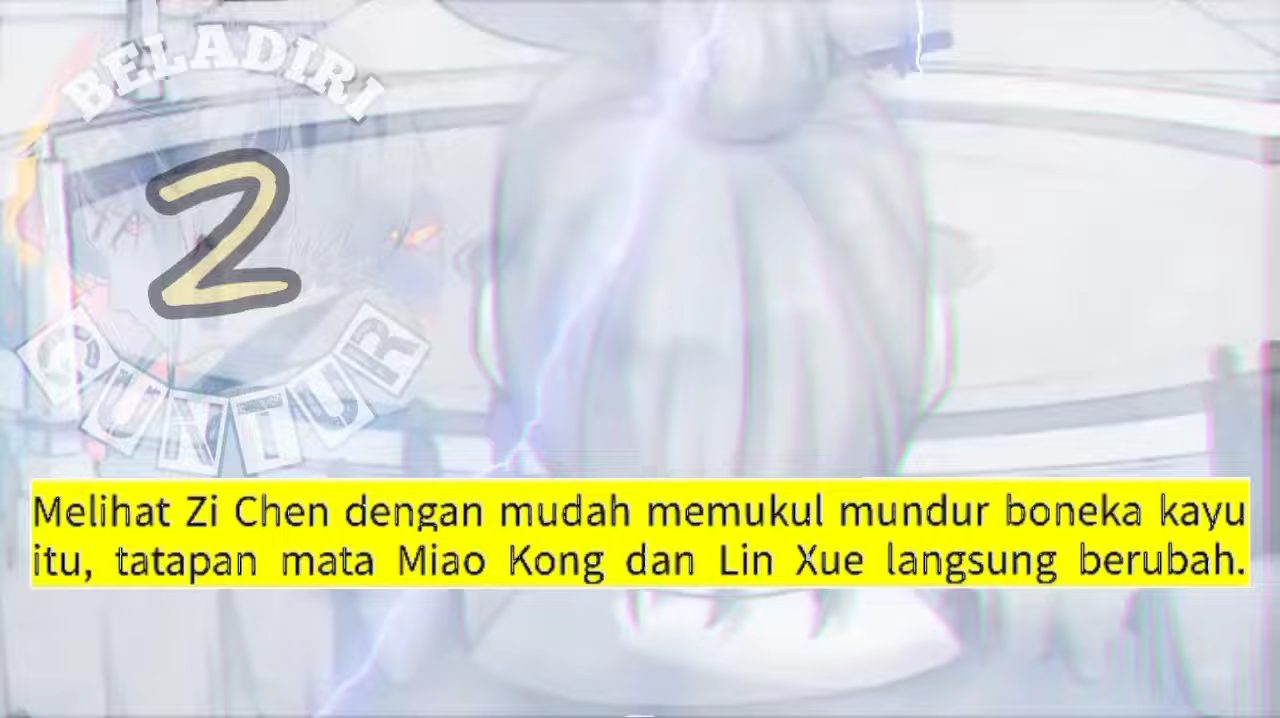 BELADIRI
2
GUNTUR
Melihat Zi Chen dengan mudah memukul mundur boneka kayu
itu, tatapan mata Miao Kong dan Lin Xue langsung berubah.